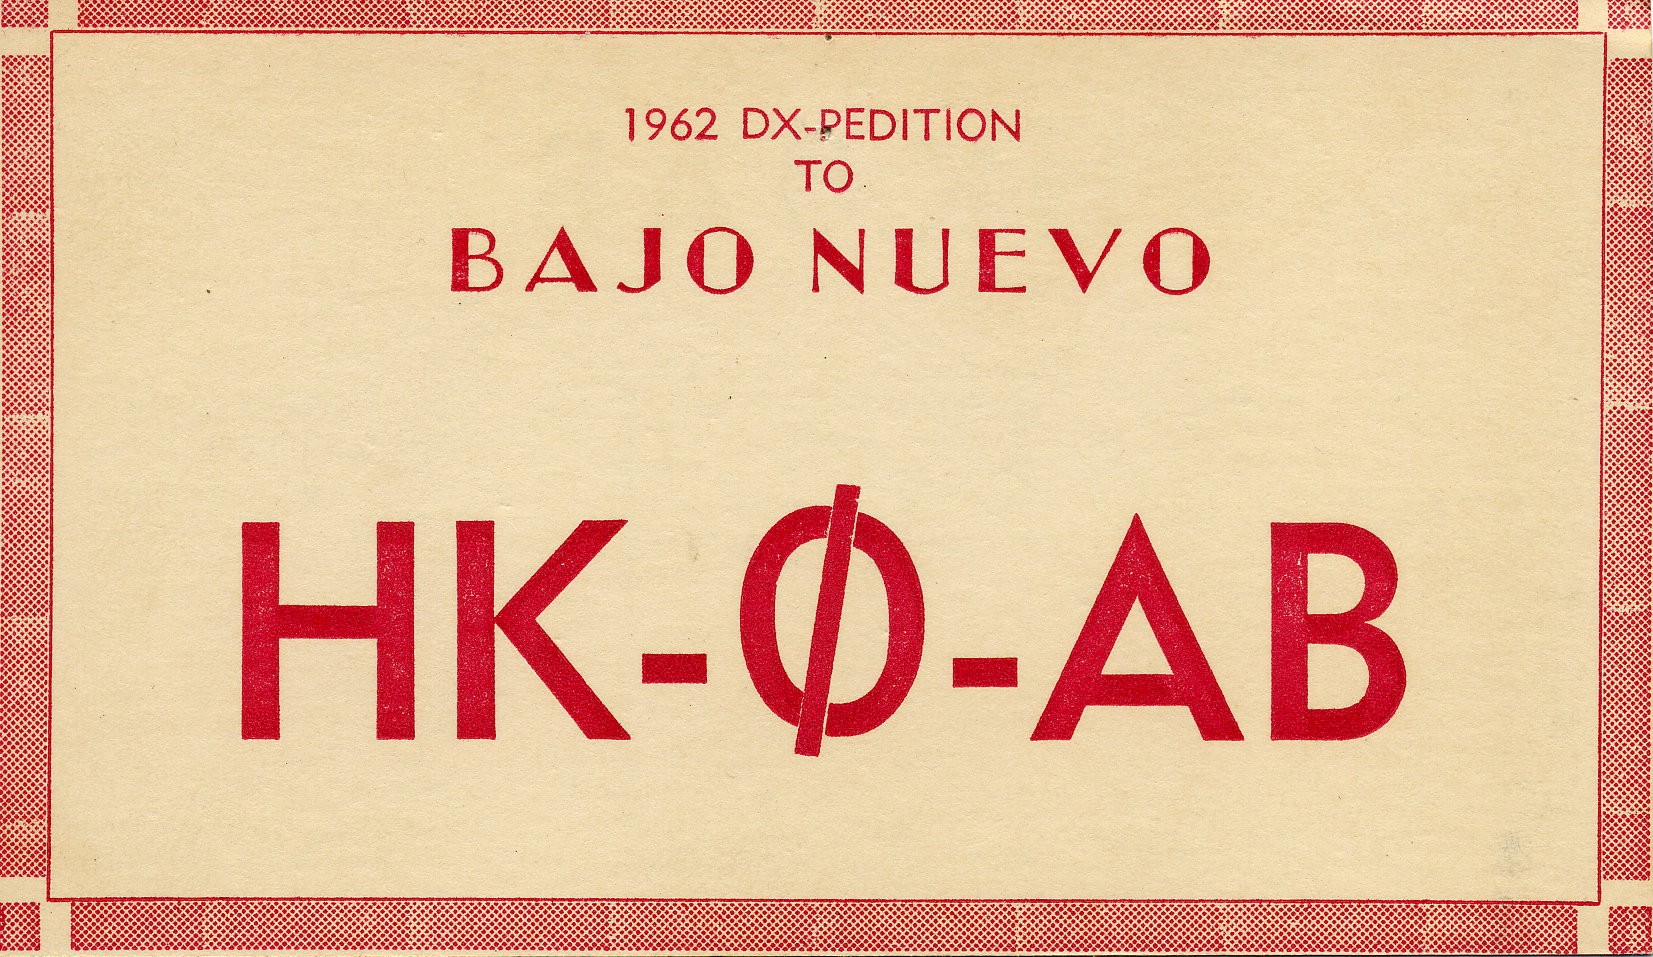 1962 DX-PEDITION
TO
BAJO NUEVO
HK-Ø-AB